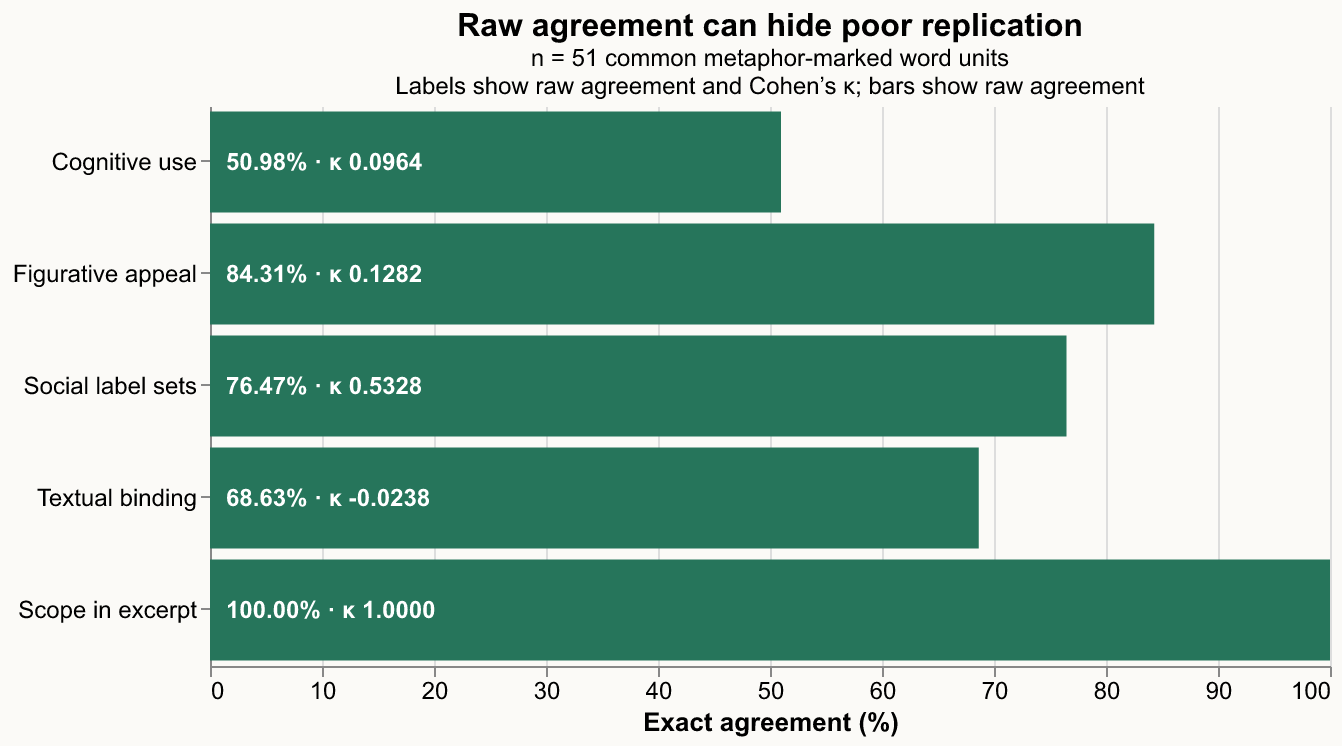 Raw agreement can hide poor replication
n = 51 common metaphor-marked word units
Labels show raw agreement and Cohen’s κ; bars show raw agreement
Cognitive use
50.98% · κ 0.0964
Figurative appeal
84.31% · κ 0.1282
Social label sets
76.47% · κ 0.5328
Textual binding
68.63% · κ -0.0238
Scope in excerpt
100.00% · κ 1.0000
0 10 20 30 40 50 60 70 80 90 100
Exact agreement (%)